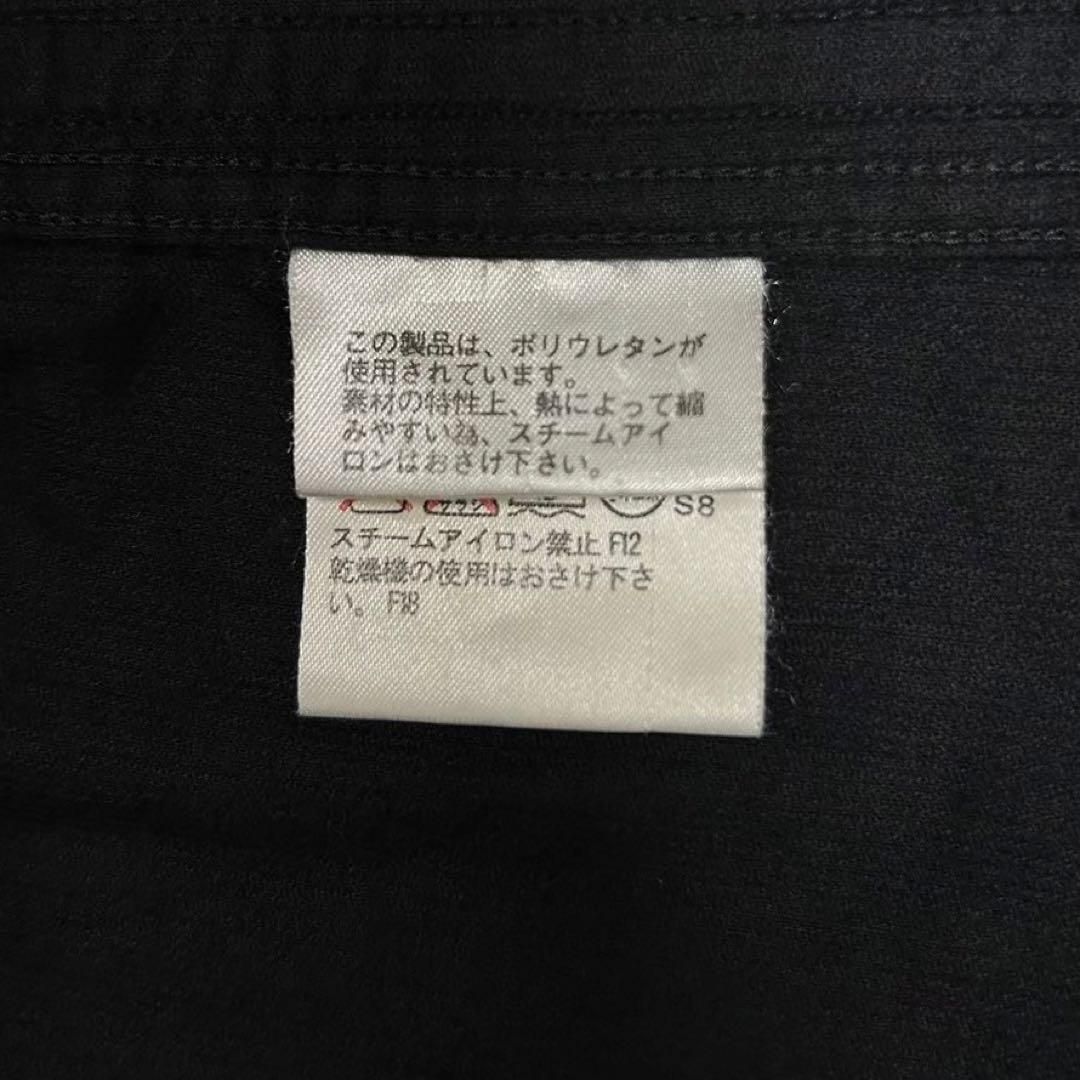 この製品は、ポリウレタンが
使用されています。
素材の特性上、熱によって縮
みやすい為、スチームアイ
ロンはおさけ下さい。
サラシ S8
スチームアイロン禁止 F12
乾燥機の使用はおさけ下さ
い。 F18